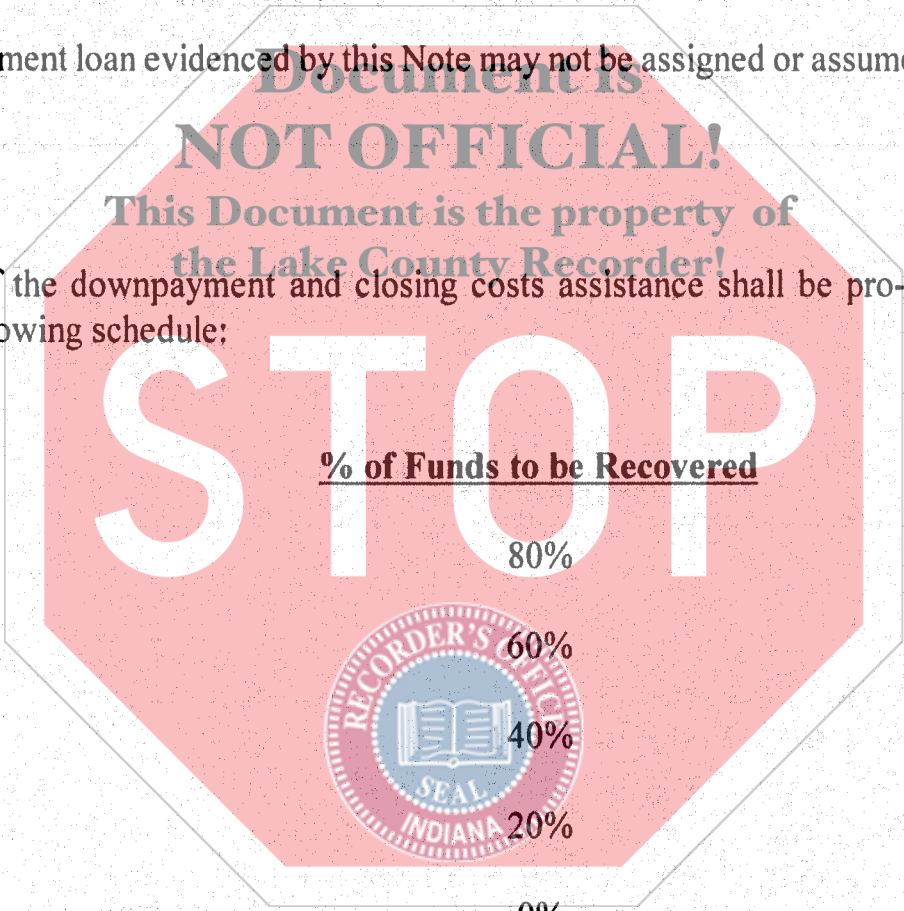 Document is
ment loan evidenced by this Note may not be assigned or assume
NOT OFFICIAL!
This Document is the property of
the Lake County Recorder!
the downpayment and closing costs assistance shall be pro-
owing schedule:
STOP
% of Funds to be Recovered
80%
60%
40%
20%
0%
RECORDER'S OFFICE
SEAL
INDIANA